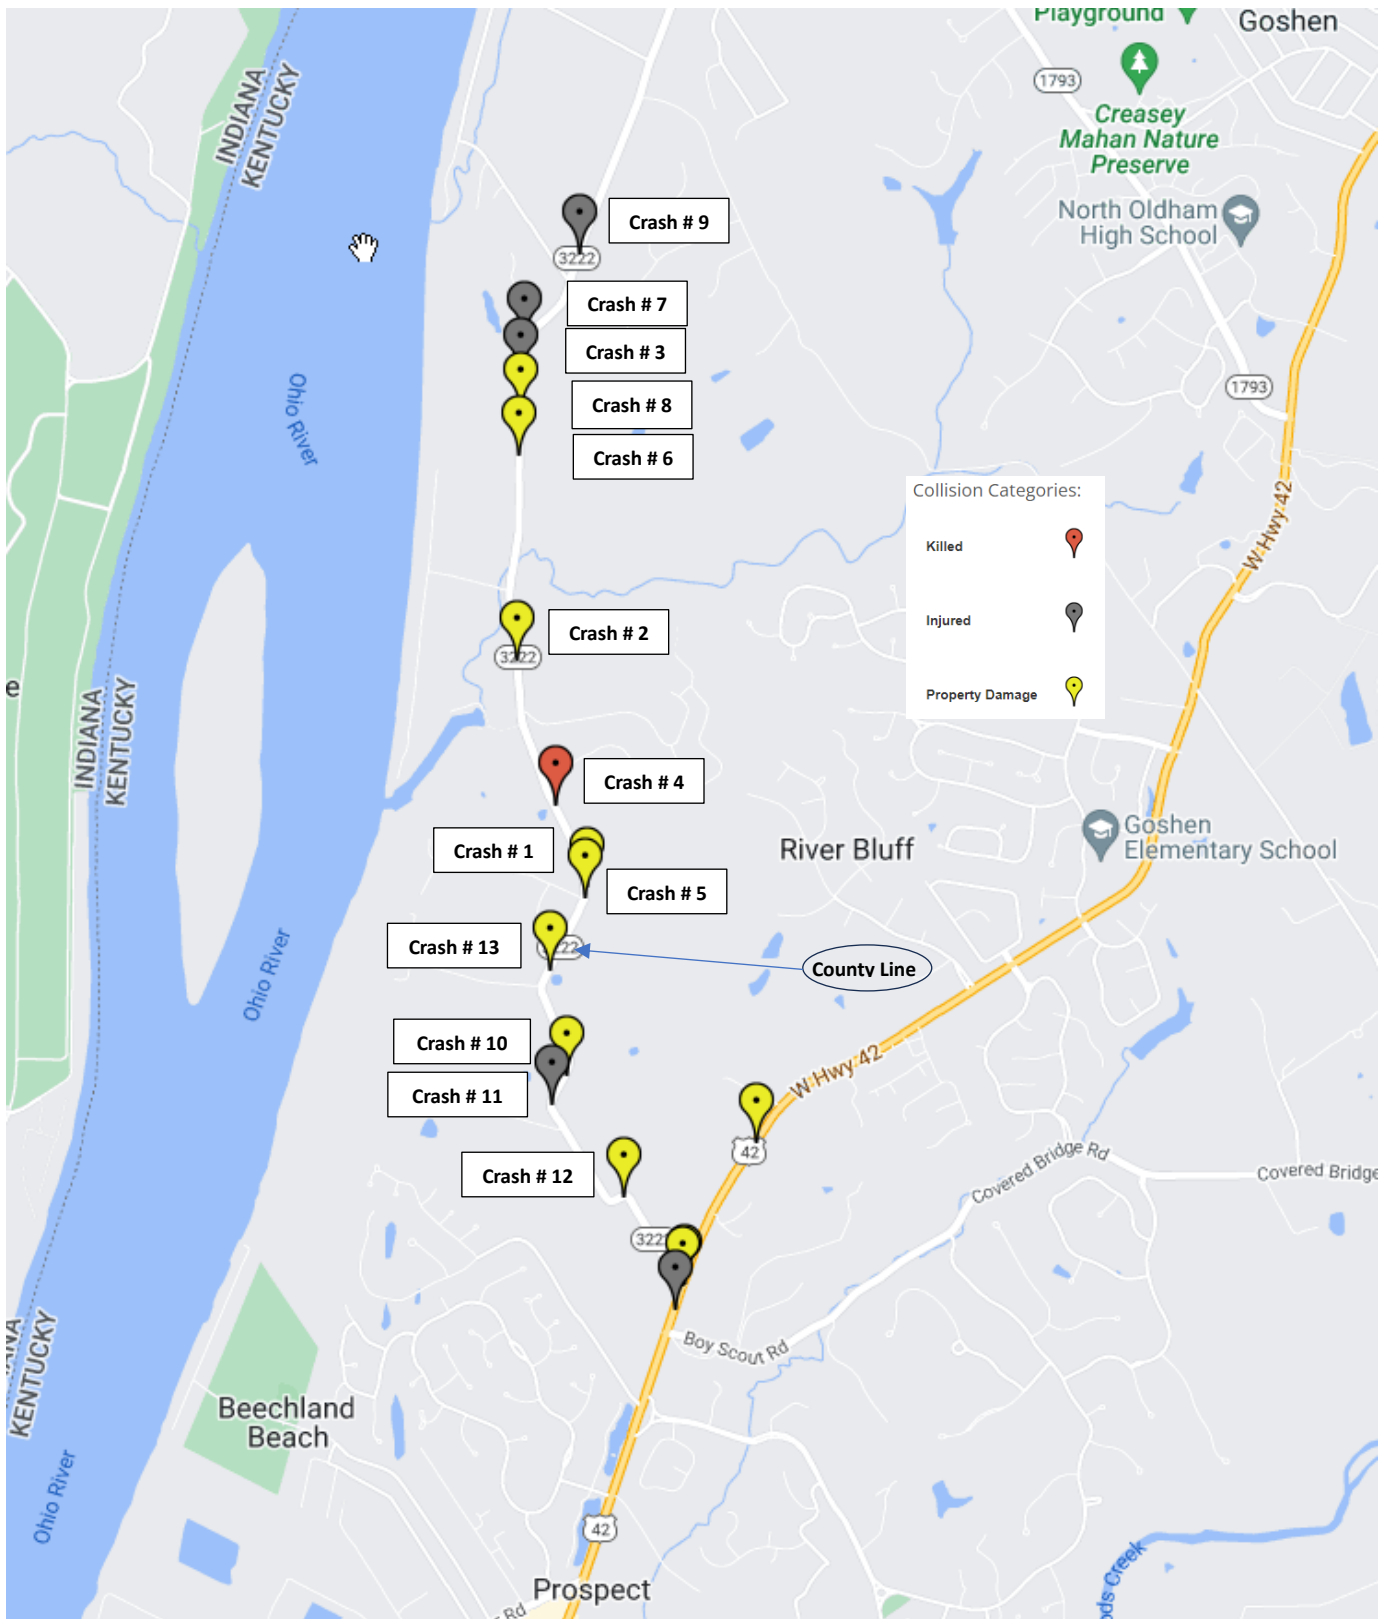 Playground
Goshen
1793
Creasey
Mahan Nature
Preserve
INDIANA
KENTUCKY
North Oldham
High School
Crash # 9
3222
Crash # 7
Crash # 3
Ohio River
1793
Crash # 8
Crash # 6
Collision Categories:
W Hwy 42
Killed
Injured
Crash # 2
3222
e
Property Damage
INDIANA
KENTUCKY
Crash # 4
Goshen
Elementary School
River Bluff
Crash # 1
Crash # 5
Crash # 13
County Line
Ohio River
Crash # 10
W Hwy 42
Crash # 11
42
Covered Bridge Rd
Covered Bridge
Crash # 12
322
Boy Scout Rd
KENTUCKY
Beechland
Beach
Ohio River
42
Prospect
Rd
ods Creek